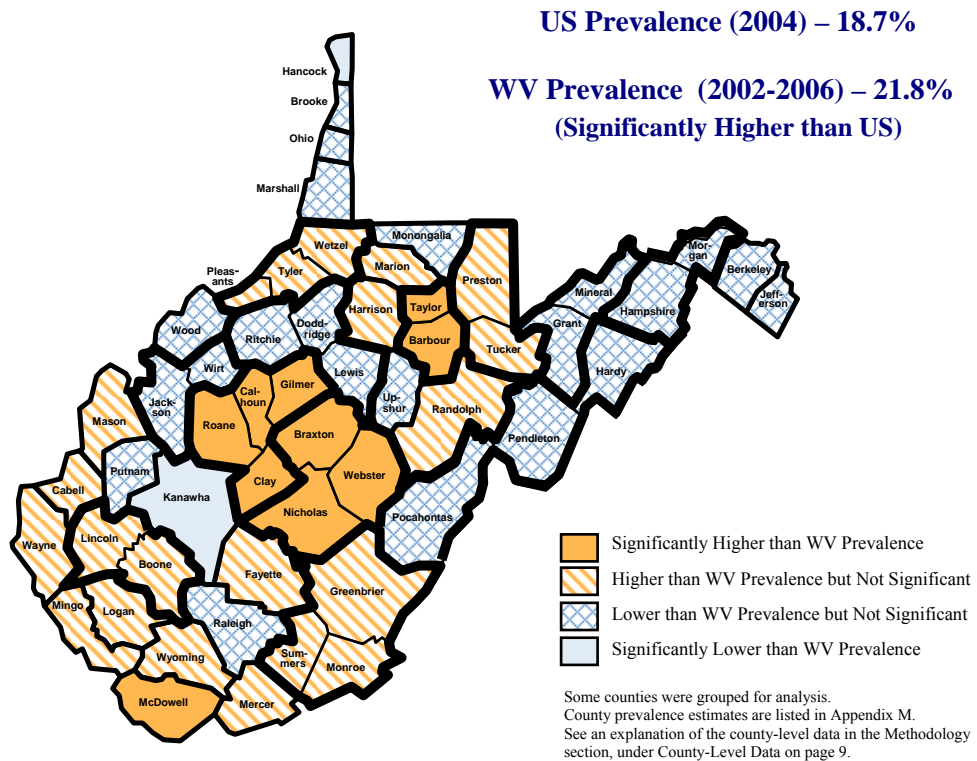 US Prevalence (2004) – 18.7%
WV Prevalence (2002-2006) – 21.8%
(Significantly Higher than US)
Hancock
Brooke
Ohio
Marshall
Wetzel
Monongalia
Marion
Tyler
Pleas-
ants
Preston
Harrison
Taylor
Barbour
Tucker
Mineral
Grant
Hampshire
Mor-
gan
Berkeley
Jeff-
erson
Hardy
Wood
Ritchie
Dodd-
ridge
Wirt
Lewis
Up-
shur
Randolph
Pendleton
Jack-
son
Roane
Cal-
houn
Gilmer
Braxton
Webster
Clay
Nicholas
Pocahontas
Mason
Putnam
Kanawha
Cabell
Wayne
Lincoln
Boone
Mingo
Logan
Fayette
Greenbrier
Raleigh
Wyoming
Sum-
mers
Monroe
McDowell
Mercer
Significantly Higher than WV Prevalence
Higher than WV Prevalence but Not Significant
Lower than WV Prevalence but Not Significant
Significantly Lower than WV Prevalence
Some counties were grouped for analysis.
County prevalence estimates are listed in Appendix M.
See an explanation of the county-level data in the Methodology
section, under County-Level Data on page 9.